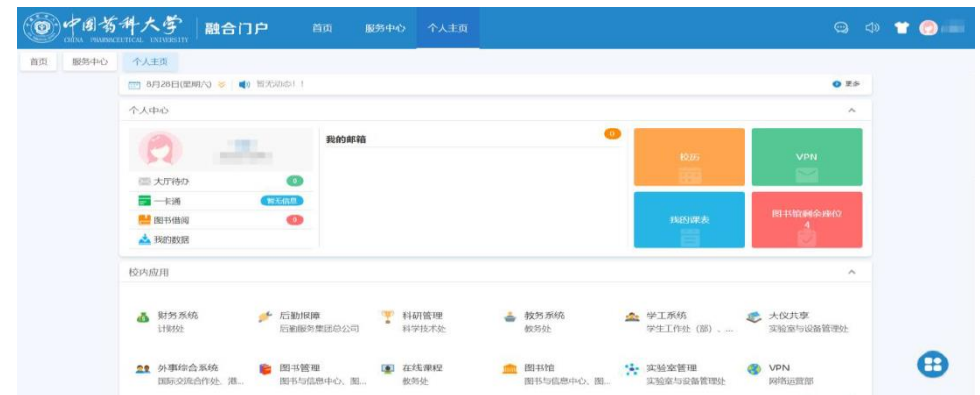 中国药科大学 融合门户 首页 服务中心 个人主页
CHINA PHARMACEUTICAL UNIVERSITY
首页 服务中心 个人主页
8月28日(星期六) 暂无动态！！ 更多
个人中心
我的邮箱 0
大厅待办 0
一卡通 暂无信息
图书借阅 0
我的数据
校历
VPN
我的课表
图书馆剩余座位
4
校内应用
财务系统
计财处
后勤报障
后勤服务集团总公司
科研管理
科学技术处
教务系统
教务处
学工系统
学生工作处（部）、...
大仪共享
实验室与设备管理处
外事综合系统
国际交流合作处、港...
图书管理
图书与信息中心、图...
在线课程
教务处
图书馆
图书与信息中心、图...
实验室管理
实验室与设备管理处
VPN
网络运营部